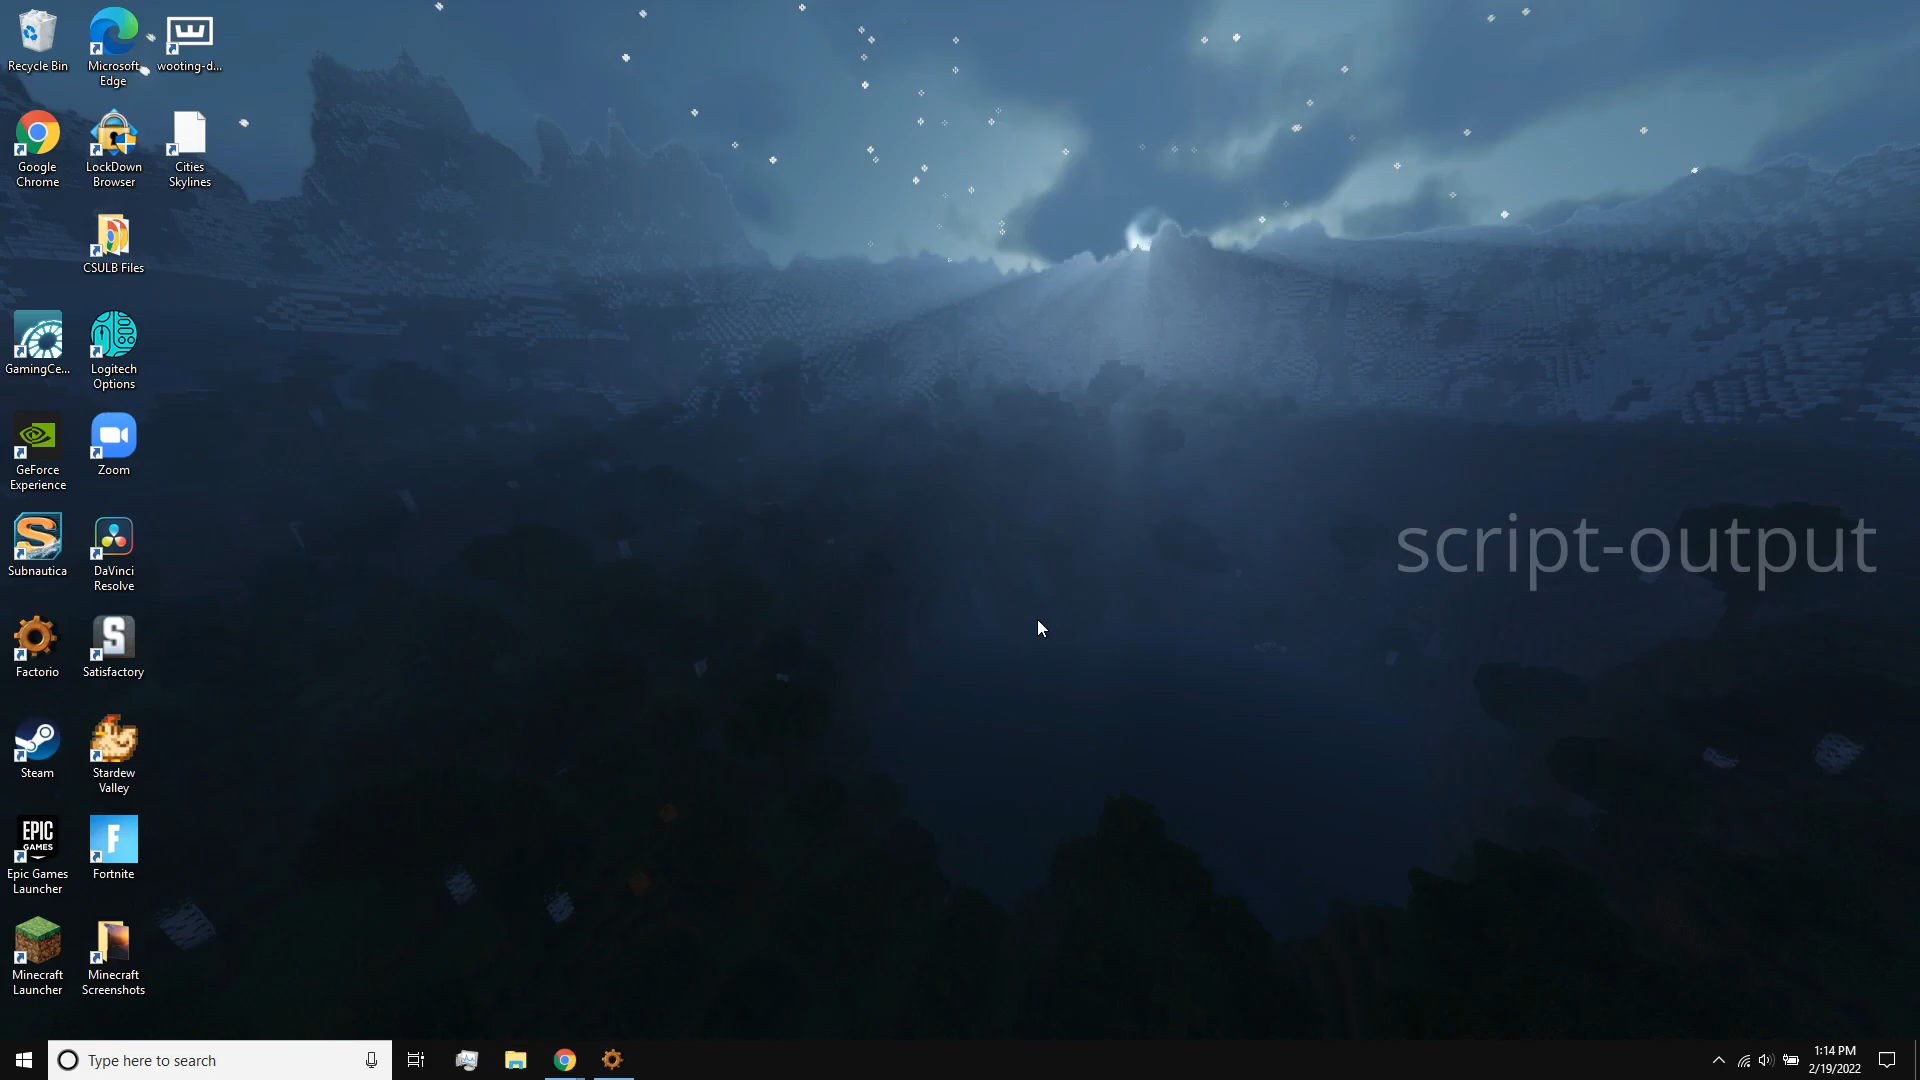 Recycle Bin
Microsoft
Edge
wooting-d...
Google
Chrome
LockDown
Browser
Cities
Skylines
CSULB Files
GamingCe...
Logitech
Options
GeForce
Experience
Zoom
Subnautica
DaVinci
Resolve
Factorio
Satisfactory
Steam
Stardew
Valley
EPIC
GAMES
Epic Games
Launcher
Fortnite
Minecraft
Launcher
Minecraft
Screenshots
script-output
Type here to search
1:14 PM
2/19/2022